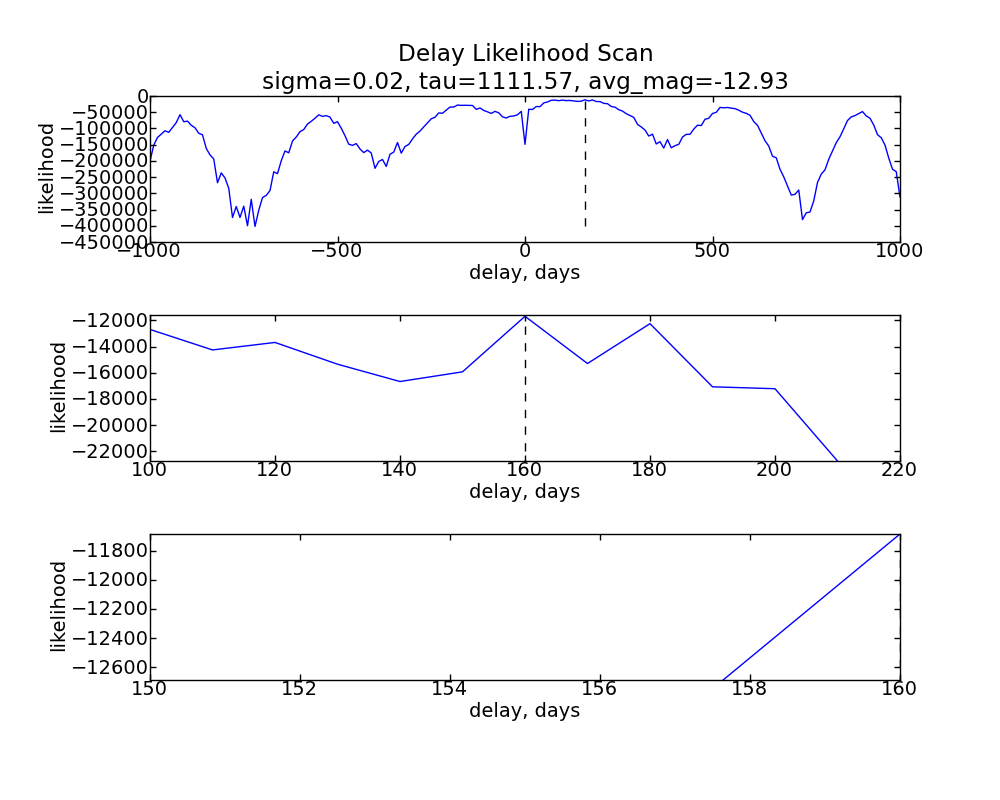 Delay Likelihood Scan
sigma=0.02, tau=1111.57, avg_mag=-12.93
likelihood
0
−50000
−100000
−150000
−200000
−250000
−300000
−350000
−400000
−450000
−1000 −500 0 500 1000
delay, days
likelihood
−12000
−14000
−16000
−18000
−20000
−22000
100 120 140 160 180 200 220
delay, days
likelihood
−11800
−12000
−12200
−12400
−12600
150 152 154 156 158 160
delay, days